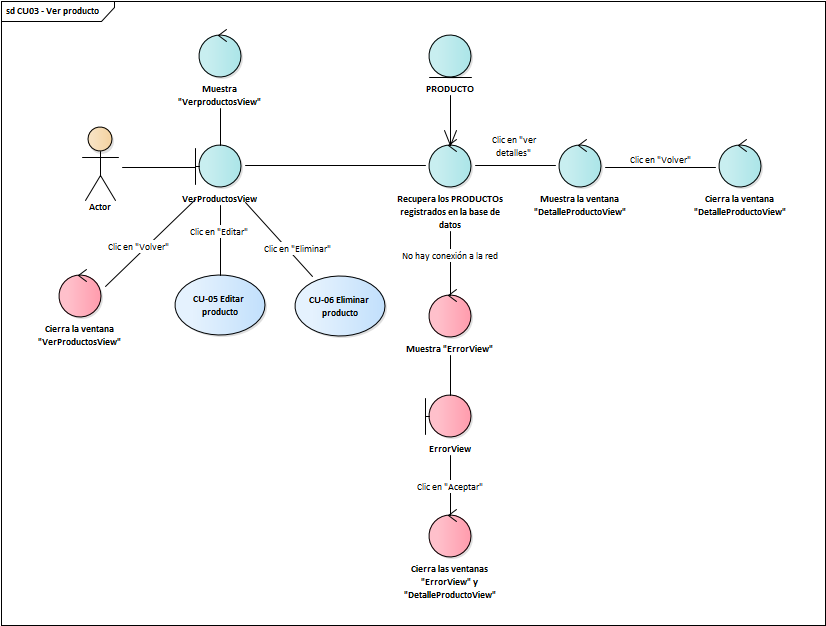 sd CU03 - Ver producto
Muestra
"VerproductosView"
PRODUCTO
Actor
VerProductosView
Recupera los PRODUCTOs
registrados en la base de
datos
Clic en "ver
detalles"
Muestra la ventana
"DetalleProductoView"
Clic en "Volver"
Cierra la ventana
"DetalleProductoView"
Clic en "Volver"
Clic en "Editar"
Clic en "Eliminar"
Cierra la ventana
"VerProductosView"
CU-05 Editar
producto
CU-06 Eliminar
producto
No hay conexión a la red
Muestra "ErrorView"
ErrorView
Clic en "Aceptar"
Cierra las ventanas
"ErrorView" y
"DetalleProductoView"